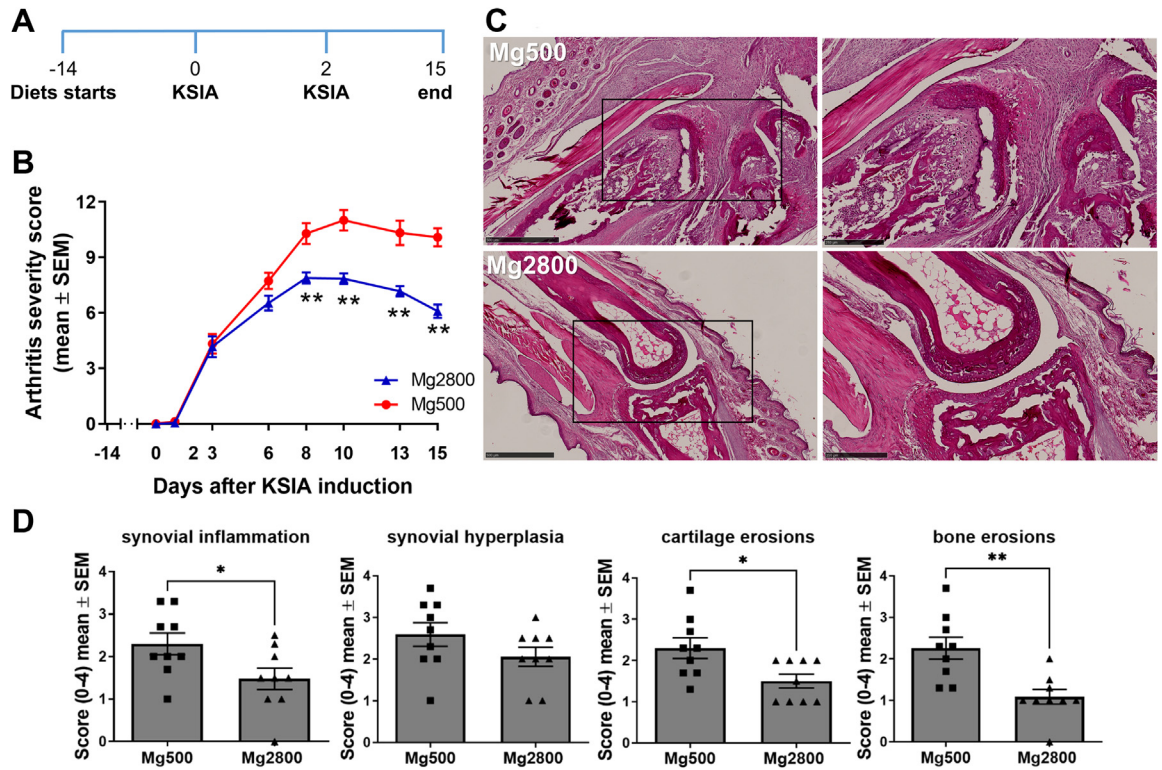 A
-14 0 2 15
Diets starts KSIA KSIA end
B
Arthritis severity score
(mean ± SEM)
12
9
6
3
0
** ** ** **
Mg2800
Mg500
-14 0 2 3 6 8 10 13 15
Days after KSIA induction
C
Mg500
Mg2800
D
synovial inflammation
Score (0-4) mean ± SEM
4
3
2
1
0
*
Mg500 Mg2800
synovial hyperplasia
Score (0-4) mean ± SEM
4
3
2
1
0
Mg500 Mg2800
cartilage erosions
Score (0-4) mean ± SEM
4
3
2
1
0
*
Mg500 Mg2800
bone erosions
Score (0-4) mean ± SEM
4
3
2
1
0
**
Mg500 Mg2800